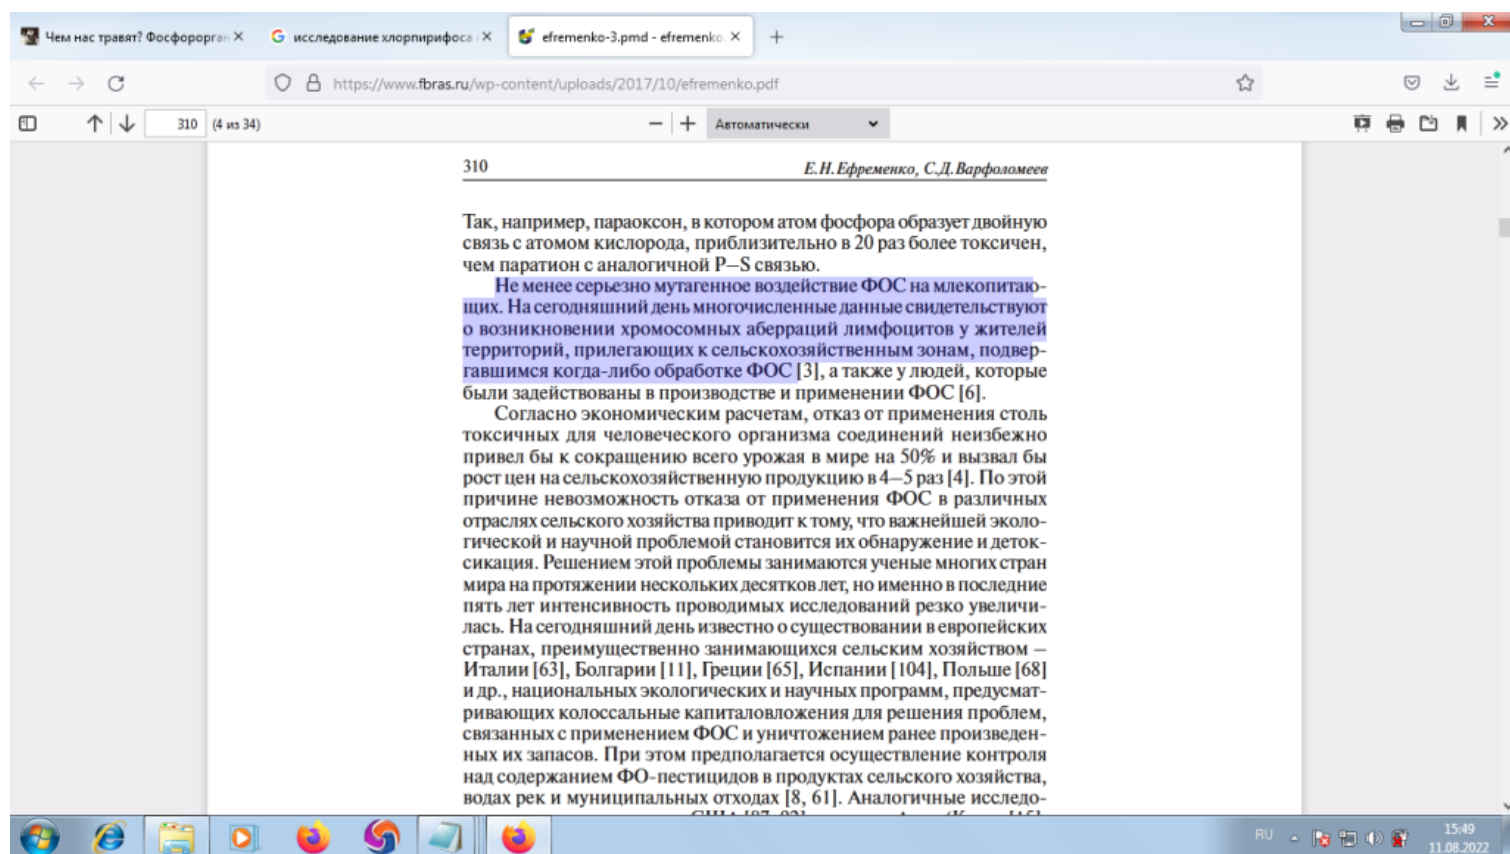 Чем нас травят? Фосфорорган
исследование хлорпирифоса
efremenko-3.pmd - efremenko.
https://www.fbras.ru/wp-content/uploads/2017/10/efremenko.pdf
310 (4 из 34)
Автоматически
310 Е.Н.Ефременко, С.Д.Варфоломеев
Так, например, параоксон, в котором атом фосфора образует двойную
связь с атомом кислорода, приблизительно в 20 раз более токсичен,
чем паратион с аналогичной P–S связью.
Не менее серьезно мутагенное воздействие ФОС на млекопитаю-
щих. На сегодняшний день многочисленные данные свидетельствуют
о возникновении хромосомных аберраций лимфоцитов у жителей
территорий, прилегающих к сельскохозяйственным зонам, подвер-
гавшимся когда-либо обработке ФОС [3], а также у людей, которые
были задействованы в производстве и применении ФОС [6].
Согласно экономическим расчетам, отказ от применения столь
токсичных для человеческого организма соединений неизбежно
привел бы к сокращению всего урожая в мире на 50% и вызвал бы
рост цен на сельскохозяйственную продукцию в 4–5 раз [4]. По этой
причине невозможность отказа от применения ФОС в различных
отраслях сельского хозяйства приводит к тому, что важнейшей эколо-
гической и научной проблемой становится их обнаружение и деток-
сикация. Решением этой проблемы занимаются ученые многих стран
мира на протяжении нескольких десятков лет, но именно в последние
пять лет интенсивность проводимых исследований резко увеличи-
лась. На сегодняшний день известно о существовании в европейских
странах, преимущественно занимающихся сельским хозяйством –
Италии [63], Болгарии [11], Греции [65], Испании [104], Польше [68]
и др., национальных экологических и научных программ, предусмат-
ривающих колоссальные капиталовложения для решения проблем,
связанных с применением ФОС и уничтожением ранее произведен-
ных их запасов. При этом предполагается осуществление контроля
над содержанием ФО-пестицидов в продуктах сельского хозяйства,
водах рек и муниципальных отходах [8, 61]. Аналогичные исследо-
RU
15:49
11.08.2022